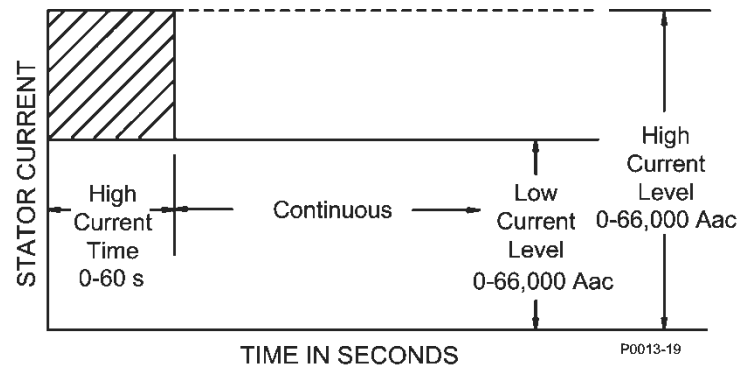 STATOR CURRENT
High
Current
Time
0-60 s
Continuous
Low
Current
Level
0-66,000 Aac
High
Current
Level
0-66,000 Aac
TIME IN SECONDS
P0013-19